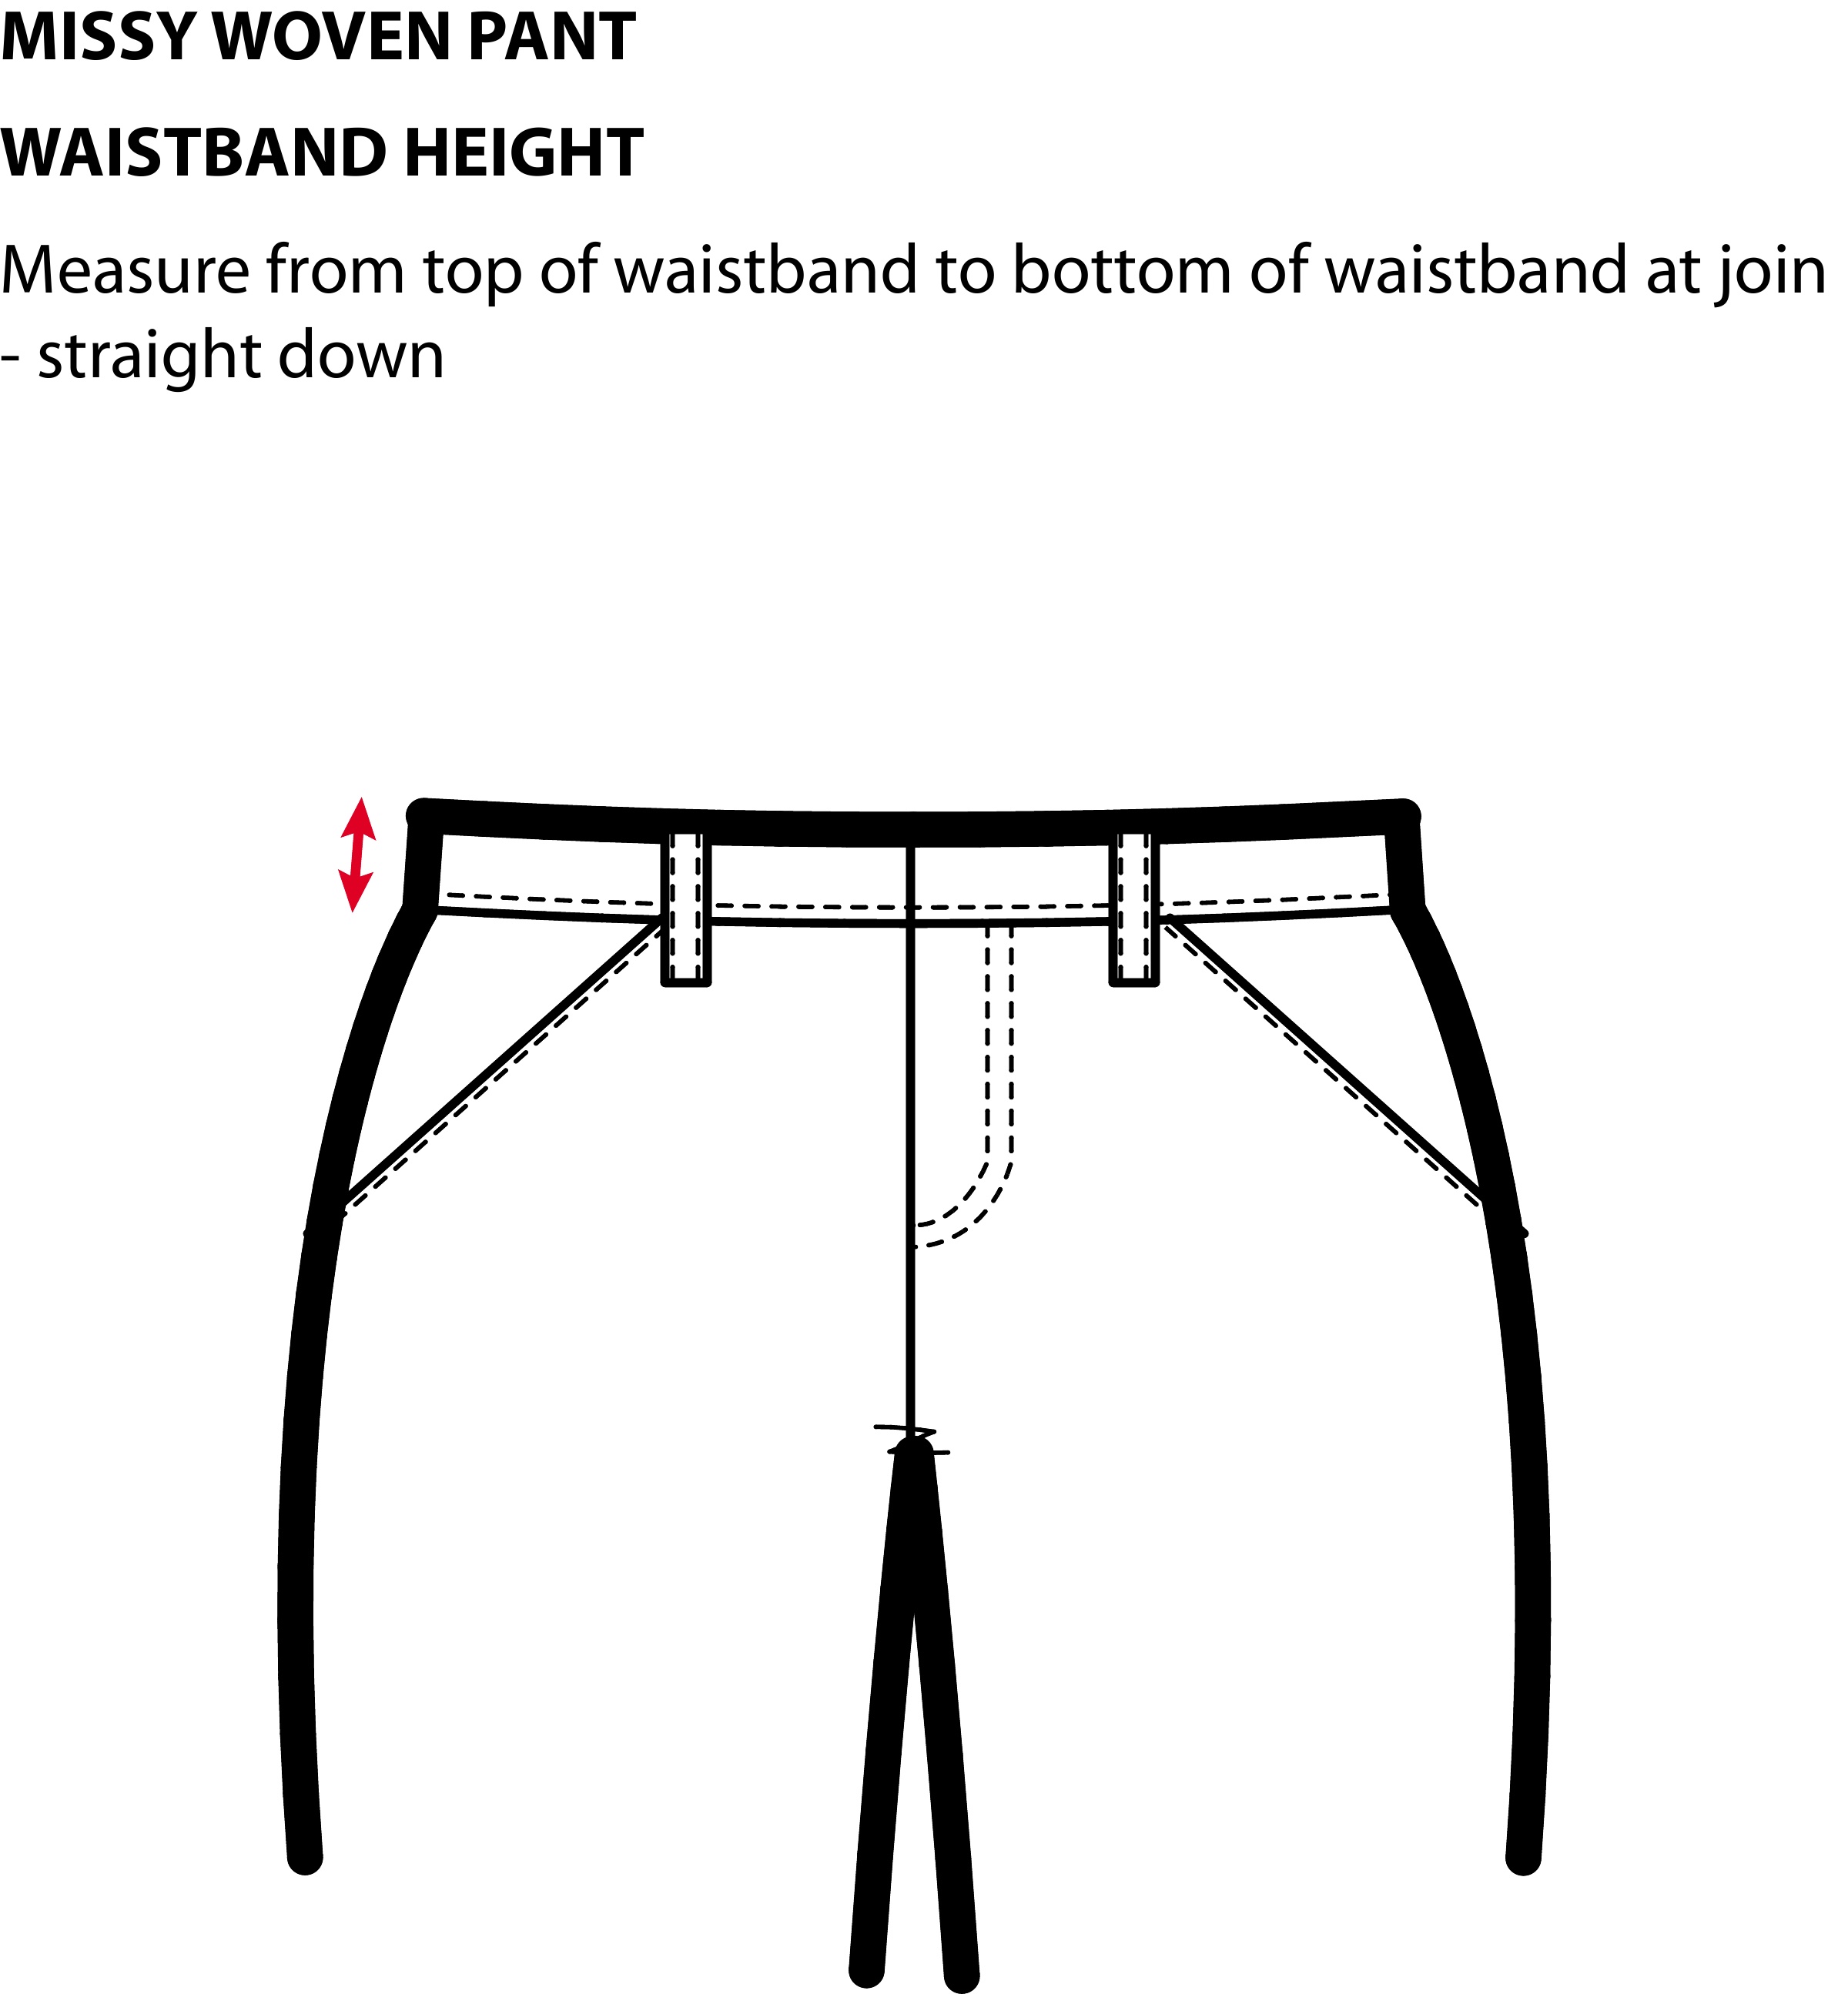 MISSY WOVEN PANT
WAISTBAND HEIGHT
Measure from top of waistband to bottom of waistband at join
– straight down